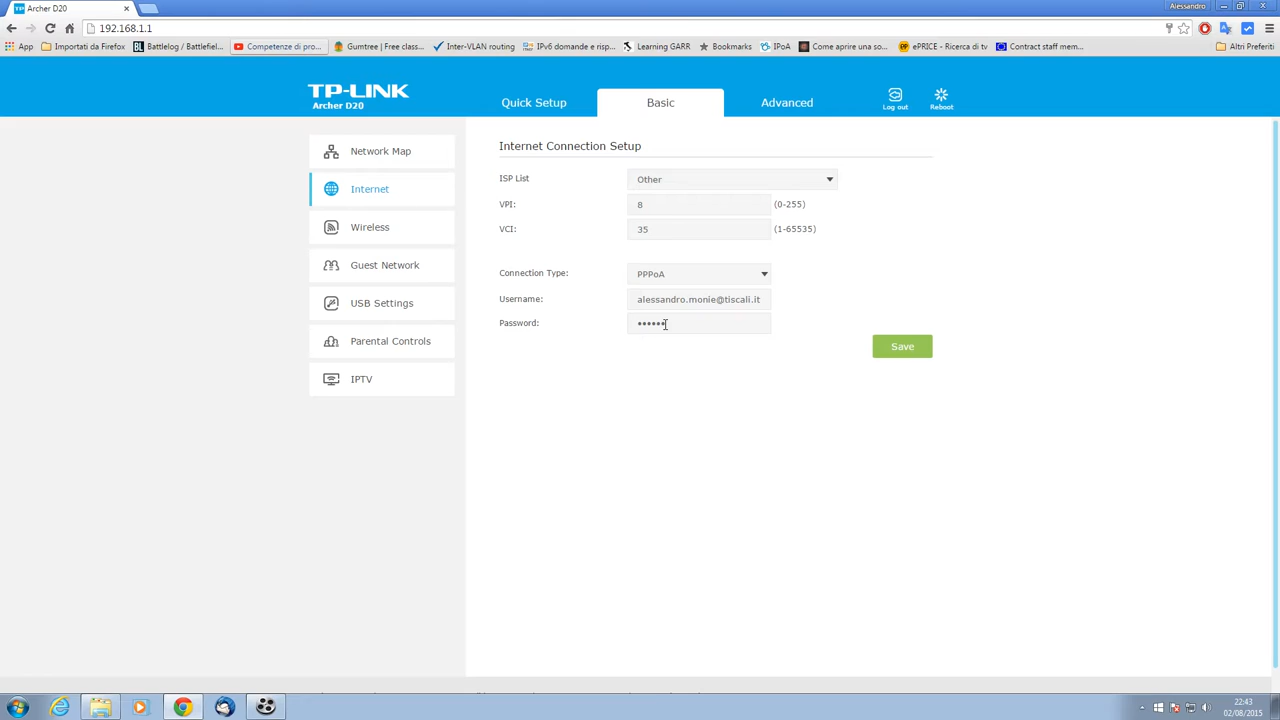 Archer D20
Alessandro
192.168.1.1
App
Importati da Firefox
BL Battlelog / Battlefiel...
Competenze di pro...
Gumtree | Free class...
Inter-VLAN routing
IPv6 domande e risp...
Learning GARR
Bookmarks
IPoA
Come aprire una so...
ePRICE - Ricerca di tv
Contract staff mem...
Altri Preferiti
TP-LINK
Archer D20
Quick Setup
Basic
Advanced
Log out
Reboot
Network Map
Internet
Wireless
Guest Network
USB Settings
Parental Controls
IPTV
Internet Connection Setup
ISP List Other
VPI: 8 (0-255)
VCI: 35 (1-65535)
Connection Type: PPPoA
Username: alessandro.monie@tiscali.it
Password: ••••••
Save
22:43
02/08/2015